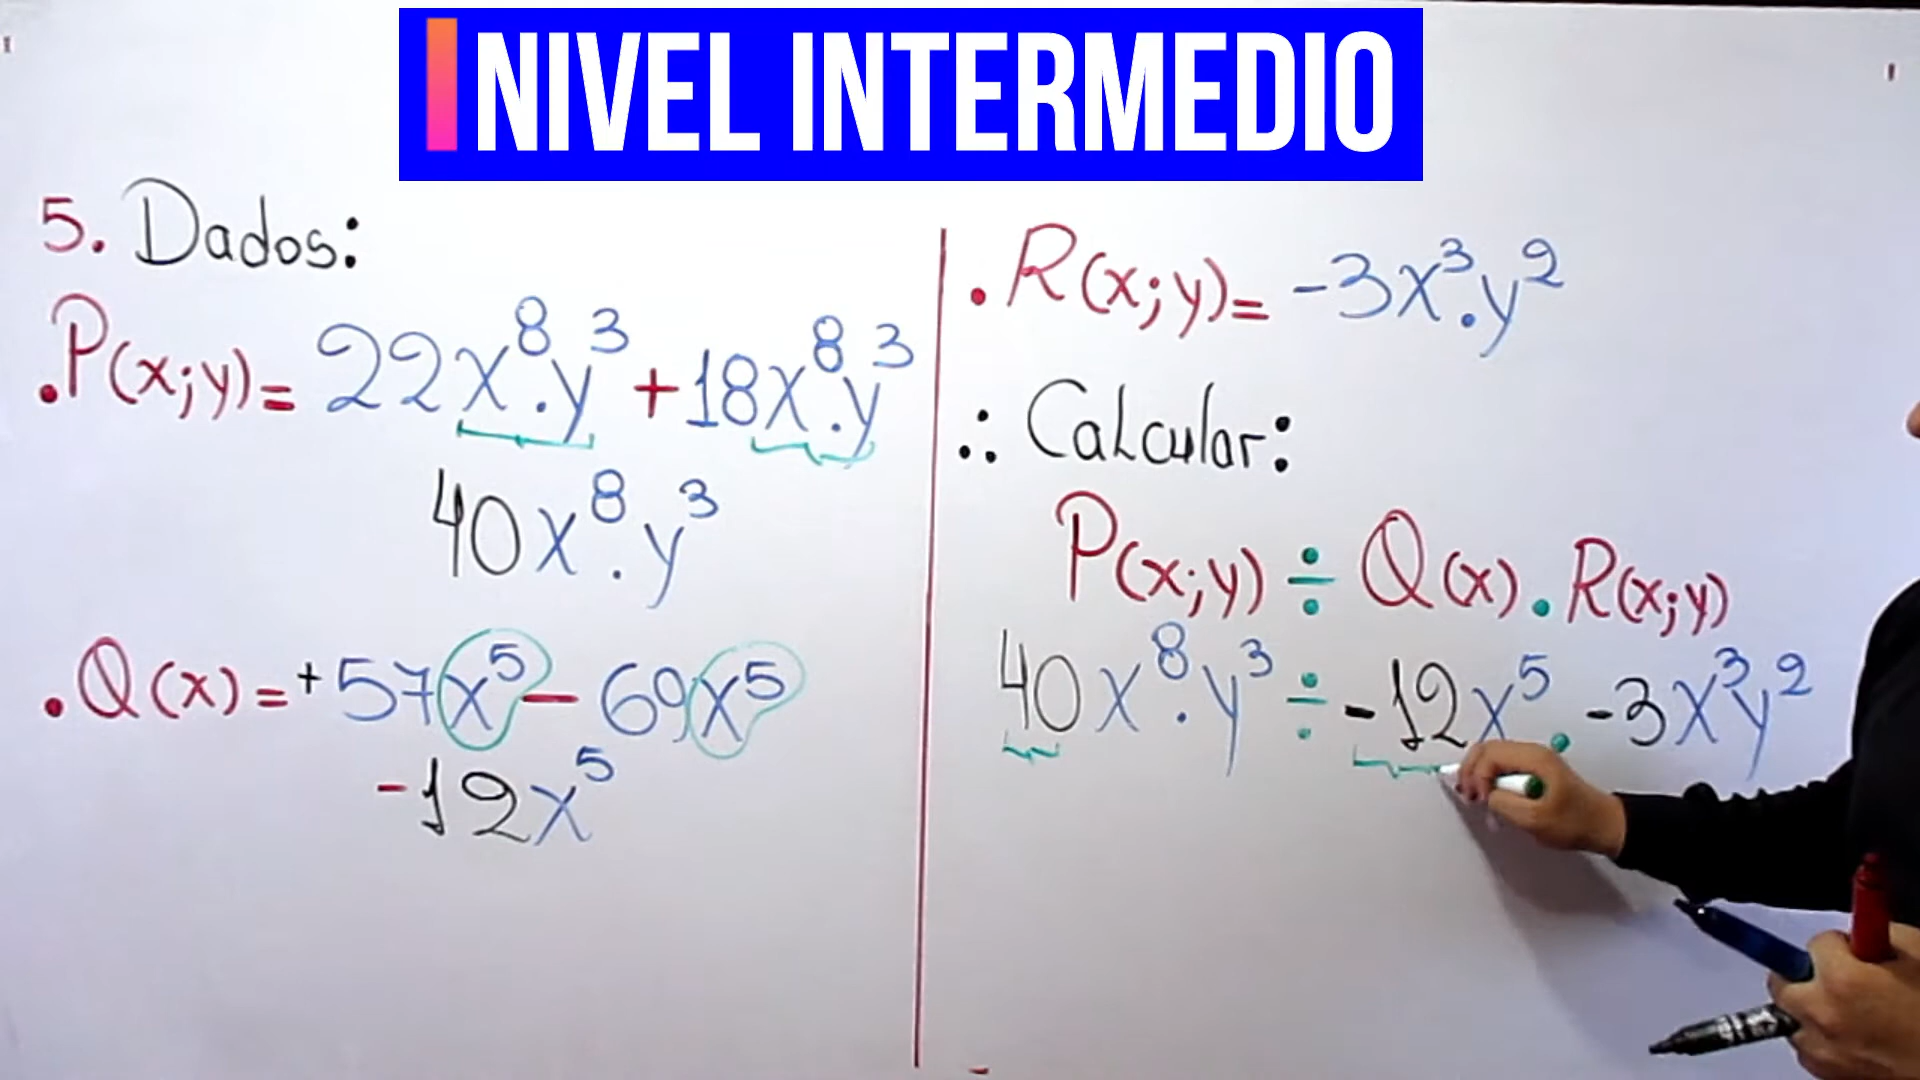 NIVEL INTERMEDIO
5. Dados:
. P(x;y) = 22x⁸.y³ + 18x⁸.y³
40x⁸.y³
. Q(x) = +57x⁵ − 69x⁵
-12x⁵
. R(x;y) = -3x³.y²
∴ Calcular:
P(x;y) ÷ Q(x) . R(x;y)
40x⁸.y³ ÷ -12x⁵ . -3x³y²